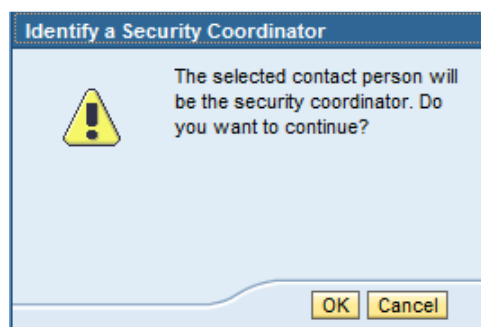 Identify a Security Coordinator
The selected contact person will
be the security coordinator. Do
you want to continue?
OK Cancel